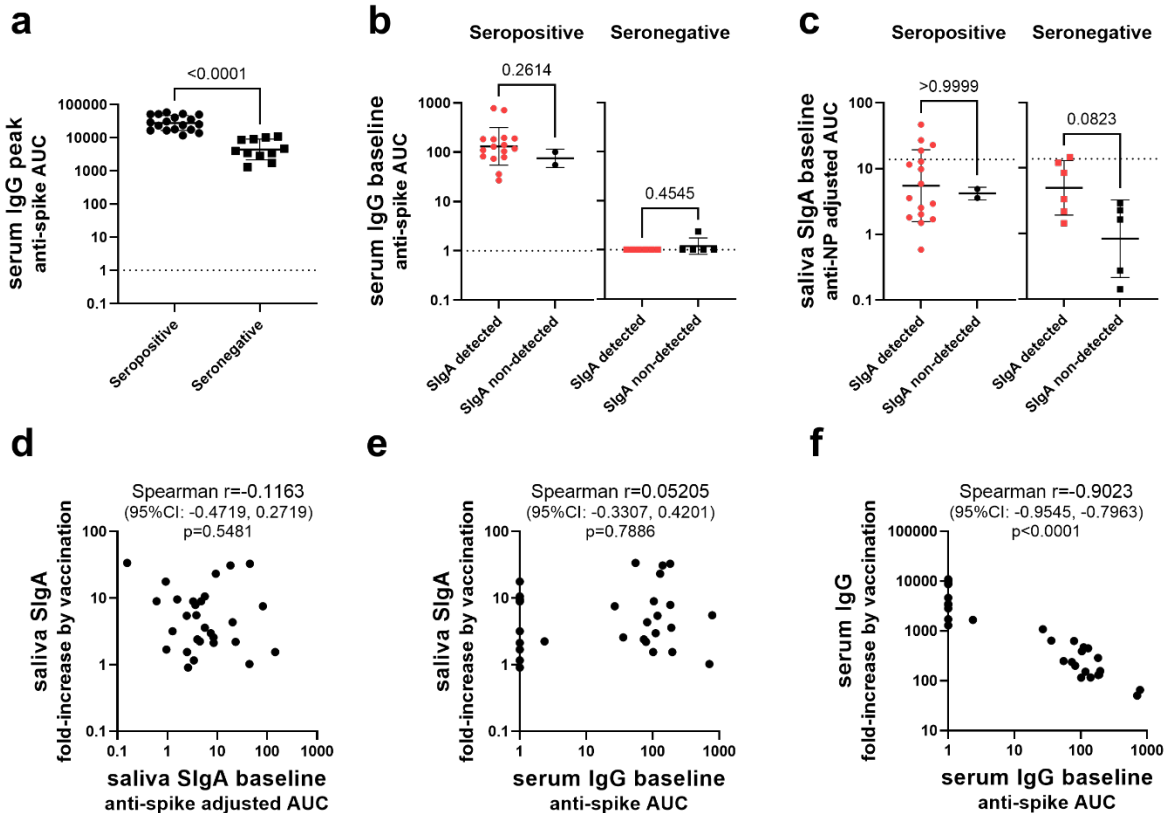 a
serum IgG peak
anti-spike AUC
<0.0001
100000
10000
1000
100
10
1
0.1
Seropositive
Seronegative
b
Seropositive
Seronegative
serum IgG baseline
anti-spike AUC
0.2614
0.4545
1000
100
10
1
0.1
SIgA detected
SIgA non-detected
SIgA detected
SIgA non-detected
c
Seropositive
Seronegative
saliva SIgA baseline
anti-NP adjusted AUC
>0.9999
0.0823
100
10
1
0.1
SIgA detected
SIgA non-detected
SIgA detected
SIgA non-detected
d
Spearman r=-0.1163
(95%CI: -0.4719, 0.2719)
p=0.5481
saliva SIgA
fold-increase by vaccination
100
10
1
0.1
0.1
1
10
100
1000
saliva SIgA baseline
anti-spike adjusted AUC
e
Spearman r=0.05205
(95%CI: -0.3307, 0.4201)
p=0.7886
saliva SIgA
fold-increase by vaccination
100
10
1
0.1
1
10
100
1000
serum IgG baseline
anti-spike AUC
f
Spearman r=-0.9023
(95%CI: -0.9545, -0.7963)
p<0.0001
serum IgG
fold-increase by vaccination
100000
10000
1000
100
10
1
10
100
1000
serum IgG baseline
anti-spike AUC